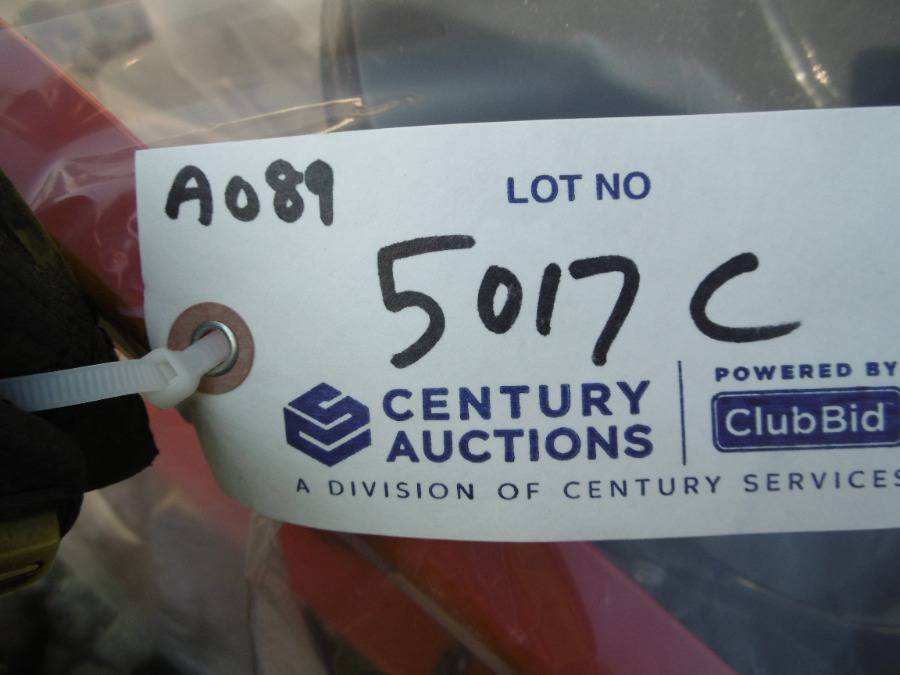 A089
LOT NO
5017 C
CENTURY
AUCTIONS
POWERED BY
ClubBid
A DIVISION OF CENTURY SERVICES